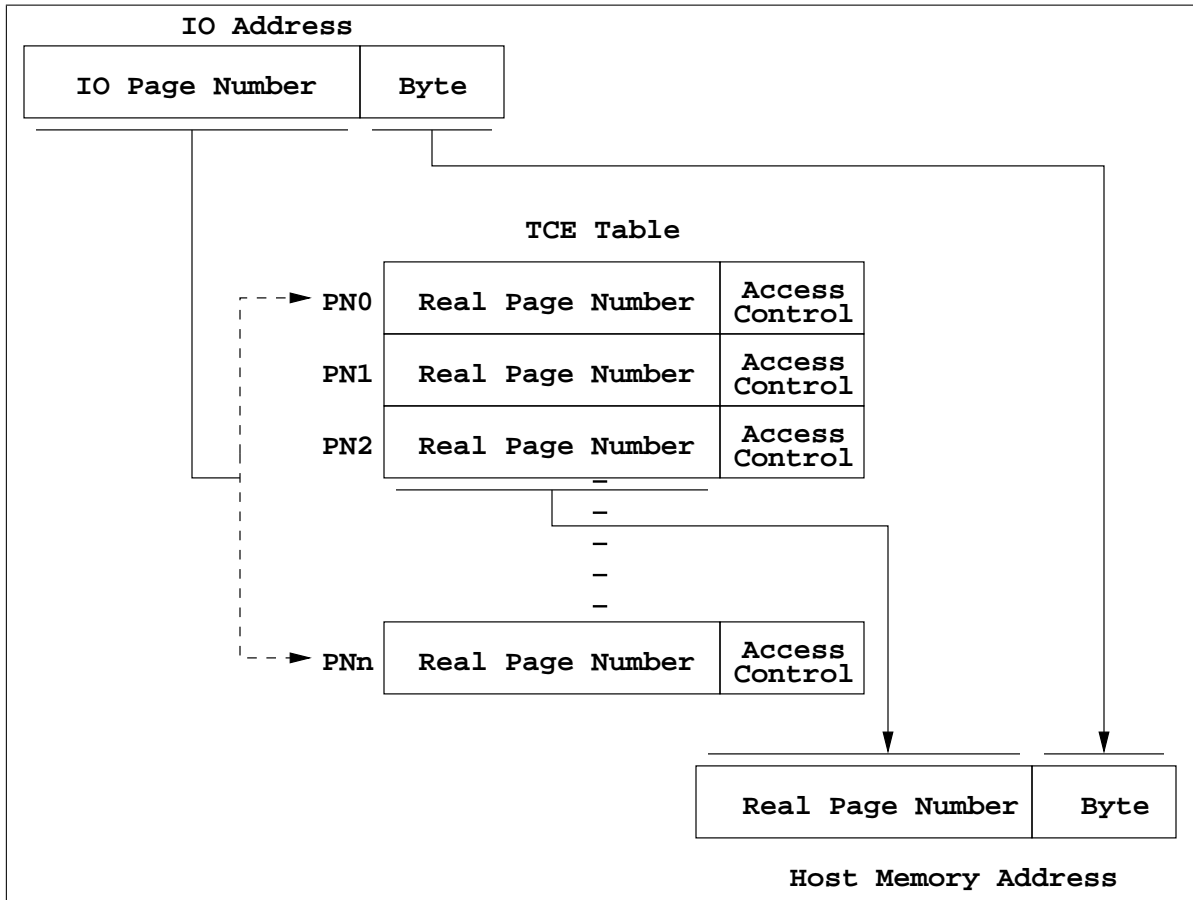 IO Address
IO Page Number Byte
TCE Table
PN0 Real Page Number Access Control
PN1 Real Page Number Access Control
PN2 Real Page Number Access Control
PNn Real Page Number Access Control
Real Page Number Byte
Host Memory Address